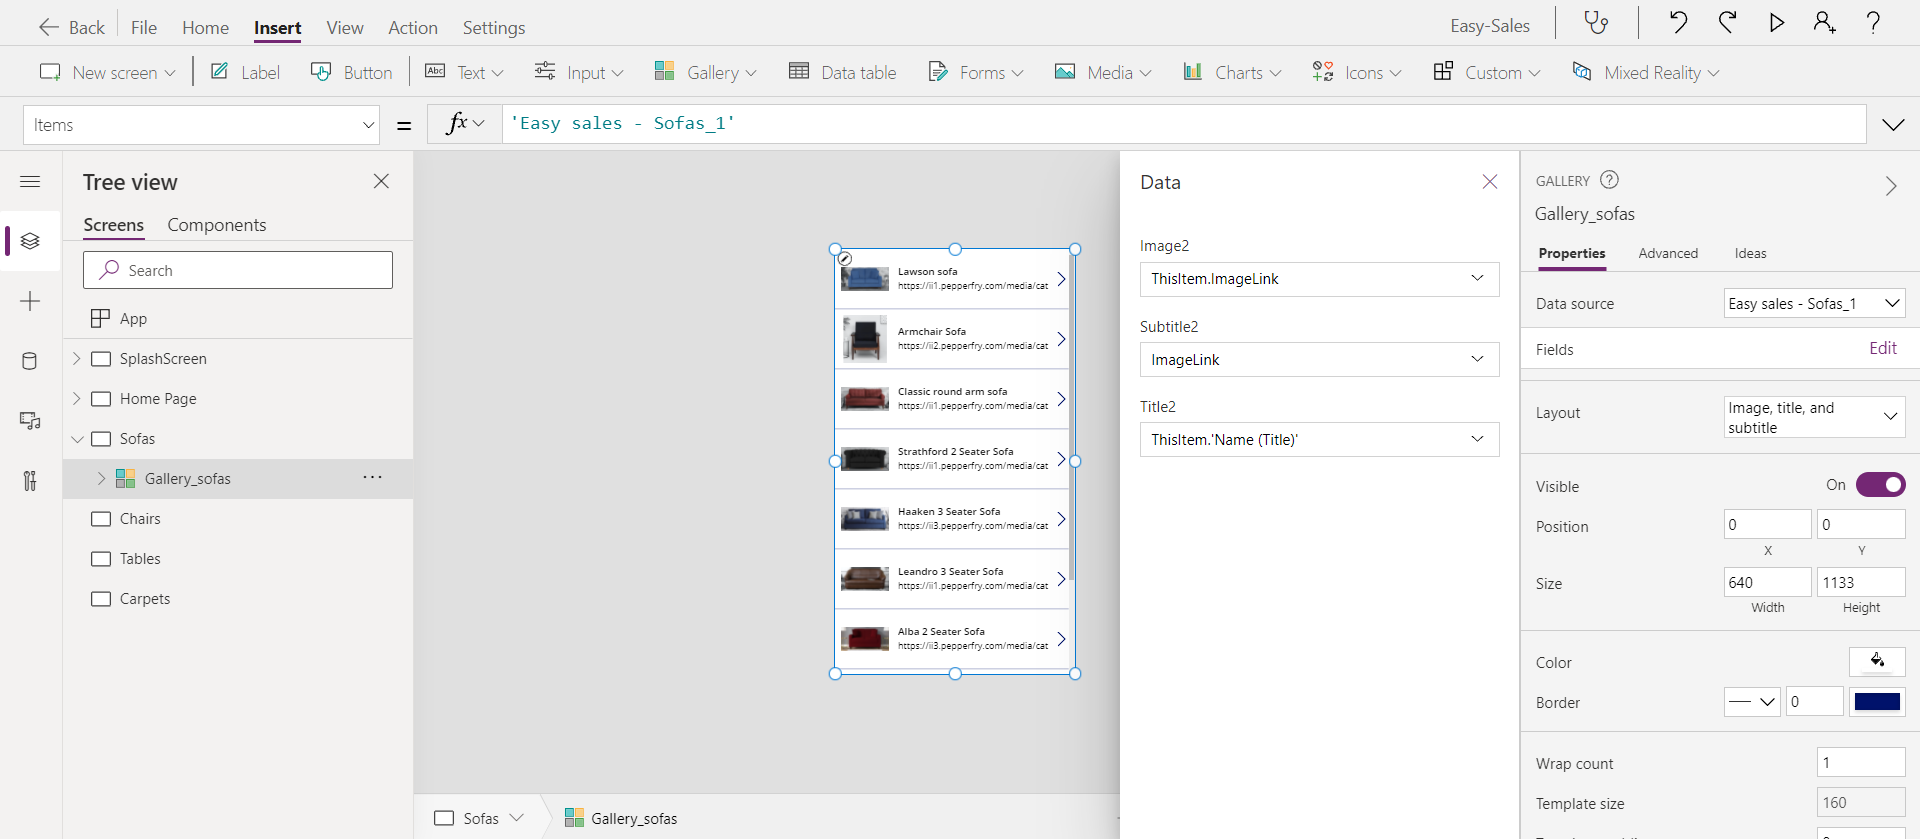 Back
File
Home
Insert
View
Action
Settings
Easy-Sales
New screen
Label
Button
Abc
Text
Input
Gallery
Data table
Forms
Media
Charts
Icons
Custom
Mixed Reality
Items
=
fx
'Easy sales - Sofas_1'
Tree view
Screens
Components
Search
App
SplashScreen
Home Page
Sofas
Gallery_sofas
Chairs
Tables
Carpets
Lawson sofa
https://ii1.pepperfry.com/media/cat
Armchair Sofa
https://ii2.pepperfry.com/media/cat
Classic round arm sofa
https://ii1.pepperfry.com/media/cat
Strathford 2 Seater Sofa
https://ii1.pepperfry.com/media/cat
Haaken 3 Seater Sofa
https://ii3.pepperfry.com/media/cat
Leandro 3 Seater Sofa
https://ii1.pepperfry.com/media/cat
Alba 2 Seater Sofa
https://ii3.pepperfry.com/media/cat
Sofas
Gallery_sofas
Data
Image2
ThisItem.ImageLink
Subtitle2
ImageLink
Title2
ThisItem.'Name (Title)'
GALLERY
Gallery_sofas
Properties
Advanced
Ideas
Data source
Easy sales - Sofas_1
Fields
Edit
Layout
Image, title, and
subtitle
Visible
On
Position
0
0
X
Y
Size
640
1133
Width
Height
Color
Border
0
Wrap count
1
Template size
160